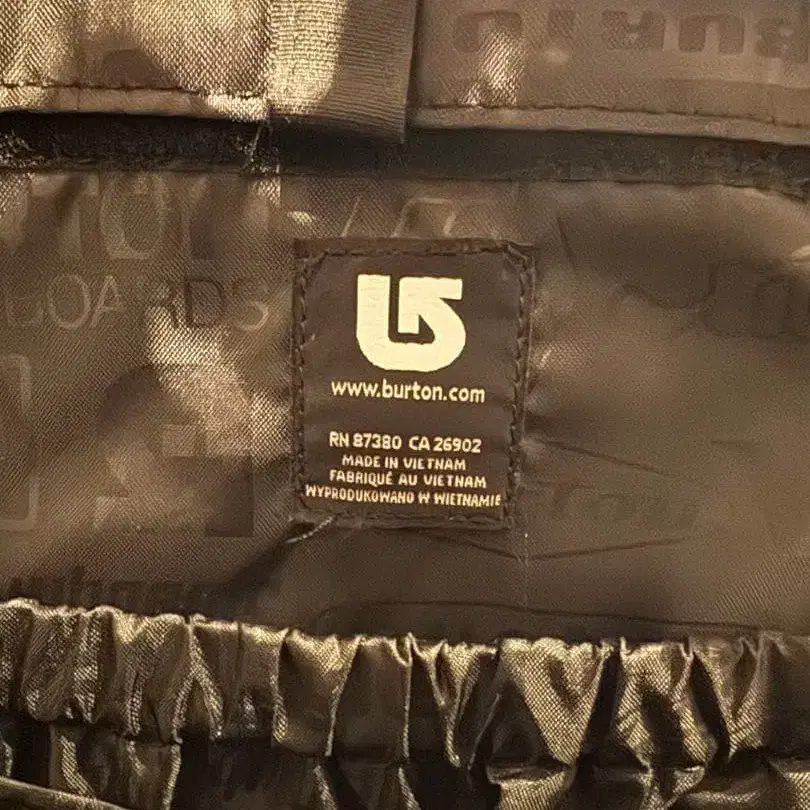 BOARDS
www.burton.com
RN 87380 CA 26902
MADE IN VIETNAM
FABRIQUÉ AU VIETNAM
WYPRODUKOWANO W WIETNAMIE